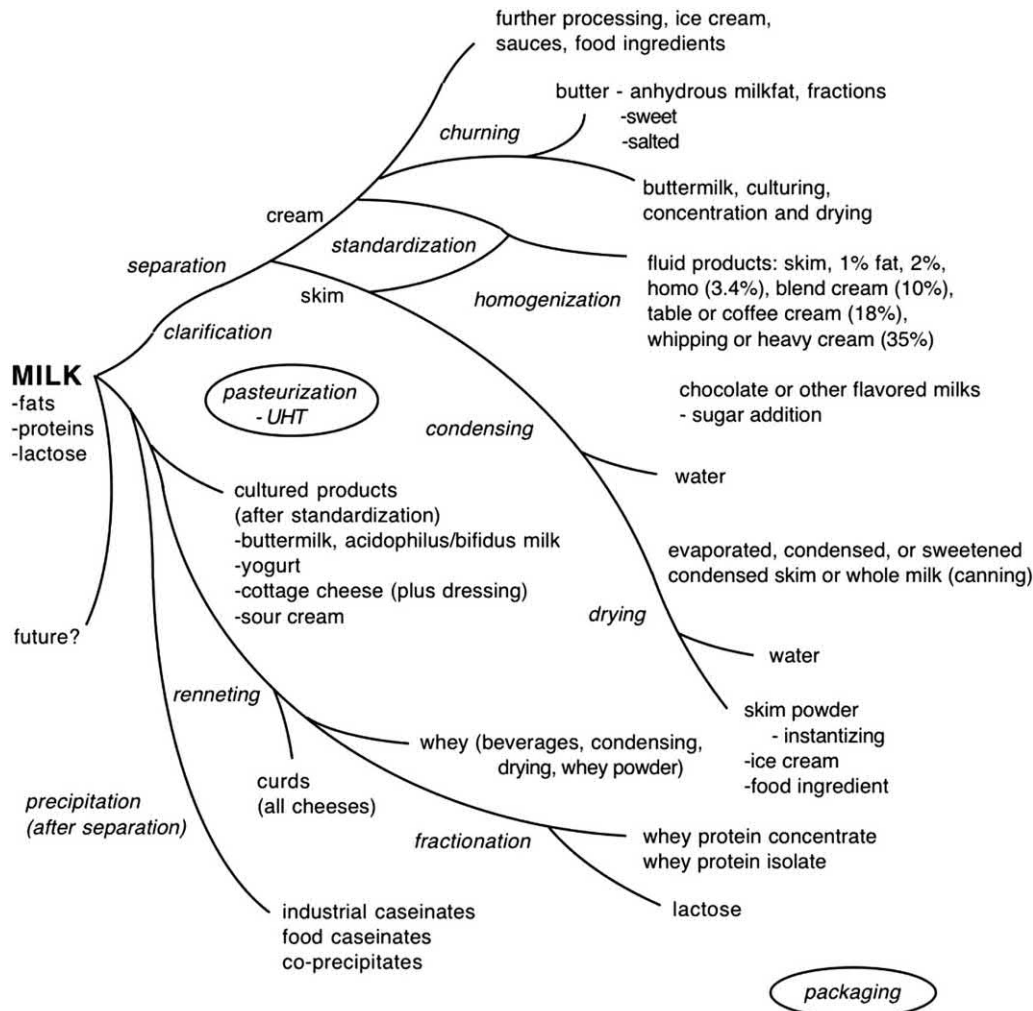 further processing, ice cream,
sauces, food ingredients
butter - anhydrous milkfat, fractions
-sweet
-salted
churning
buttermilk, culturing,
concentration and drying
cream
standardization
separation
fluid products: skim, 1% fat, 2%,
homo (3.4%), blend cream (10%),
table or coffee cream (18%),
whipping or heavy cream (35%)
skim
homogenization
clarification
MILK
-fats
-proteins
-lactose
pasteurization
- UHT
chocolate or other flavored milks
- sugar addition
condensing
water
cultured products
(after standardization)
-buttermilk, acidophilus/bifidus milk
-yogurt
-cottage cheese (plus dressing)
-sour cream
evaporated, condensed, or sweetened
condensed skim or whole milk (canning)
drying
future?
water
renneting
skim powder
- instantizing
-ice cream
-food ingredient
whey (beverages, condensing,
drying, whey powder)
curds
(all cheeses)
precipitation
(after separation)
fractionation
whey protein concentrate
whey protein isolate
lactose
industrial caseinates
food caseinates
co-precipitates
packaging